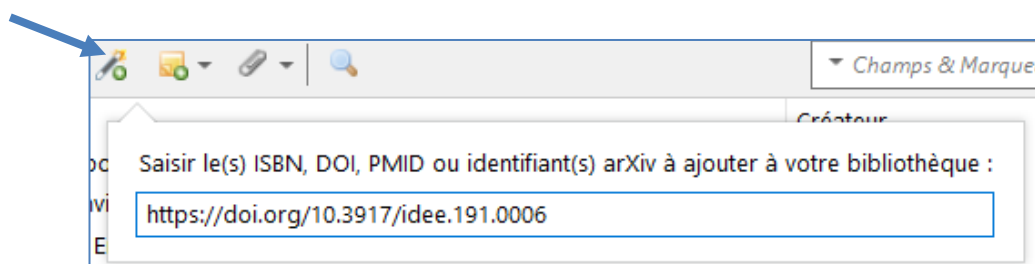 Champs & Marque
Créateur
Saisir le(s) ISBN, DOI, PMID ou identifiant(s) arXiv à ajouter à votre bibliothèque :
https://doi.org/10.3917/idee.191.0006
E